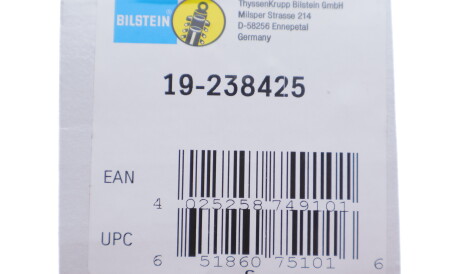 BILSTEIN
ThyssenKrupp Bilstein GmbH
Milsper Strasse 214
D-58256 Ennepetal
Germany
19-238425
EAN
4 025258 749101
UPC
6 51860 75101 6